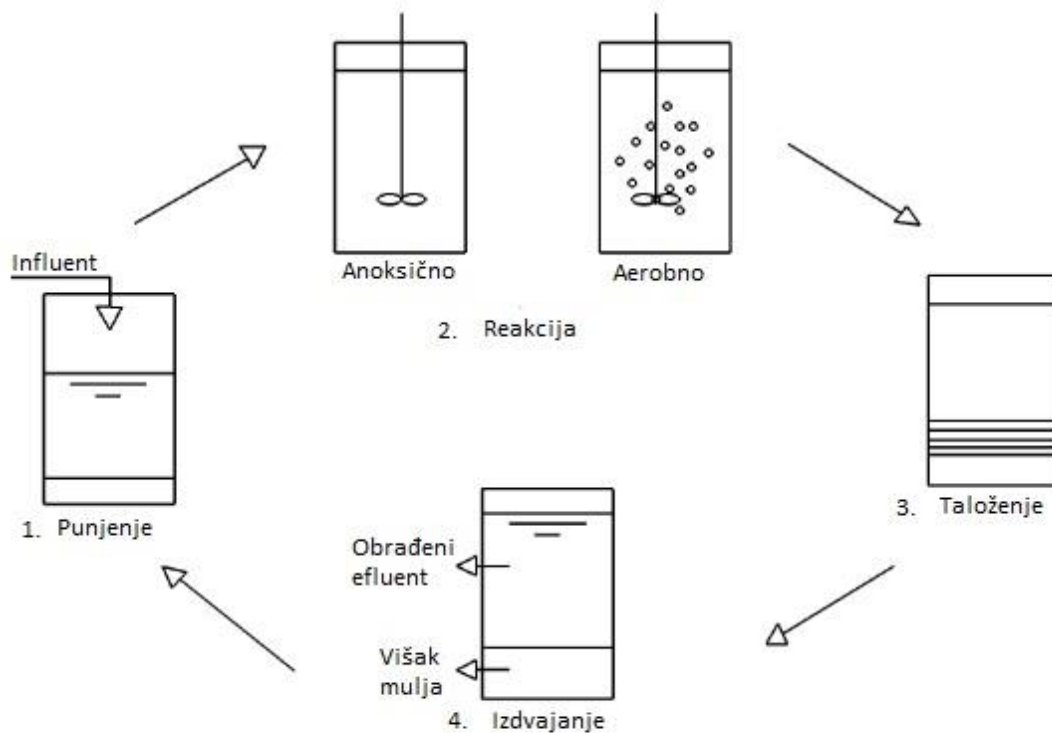 Anoksično
Aerobno
2. Reakcija
Influent
1. Punjenje
3. Taloženje
Obrađeni
efluent
Višak
mulja
4. Izdvajanje